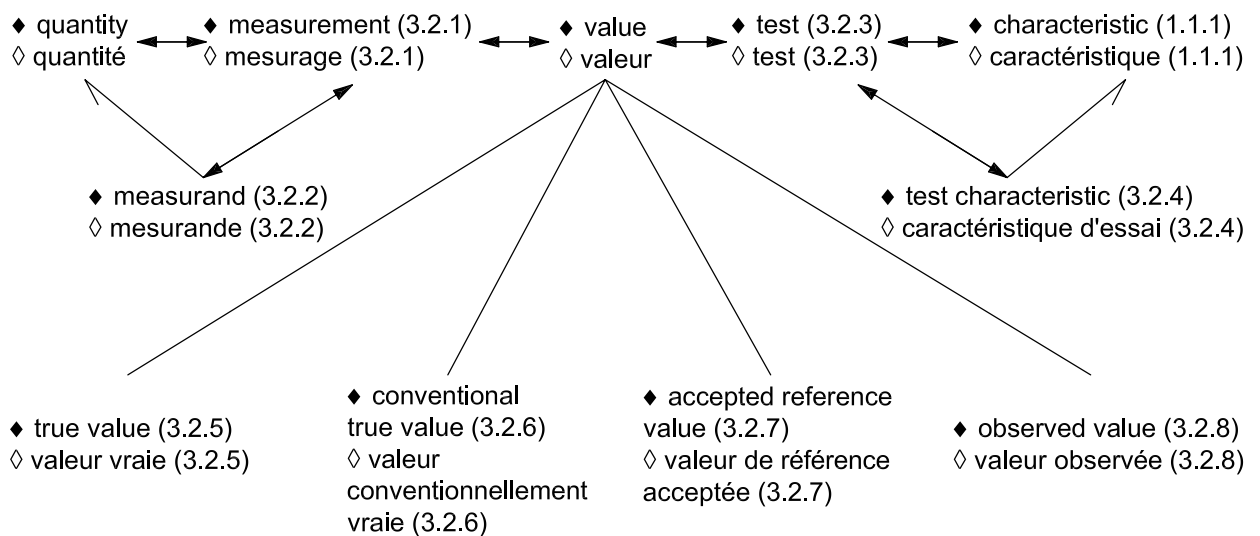 ◆ quantity
◊ quantité
◆ measurement (3.2.1)
◊ mesurage (3.2.1)
◆ value
◊ valeur
◆ test (3.2.3)
◊ test (3.2.3)
◆ characteristic (1.1.1)
◊ caractéristique (1.1.1)
◆ measurand (3.2.2)
◊ mesurande (3.2.2)
◆ test characteristic (3.2.4)
◊ caractéristique d'essai (3.2.4)
◆ true value (3.2.5)
◊ valeur vraie (3.2.5)
◆ conventional
true value (3.2.6)
◊ valeur
conventionnellement
vraie (3.2.6)
◆ accepted reference
value (3.2.7)
◊ valeur de référence
acceptée (3.2.7)
◆ observed value (3.2.8)
◊ valeur observée (3.2.8)